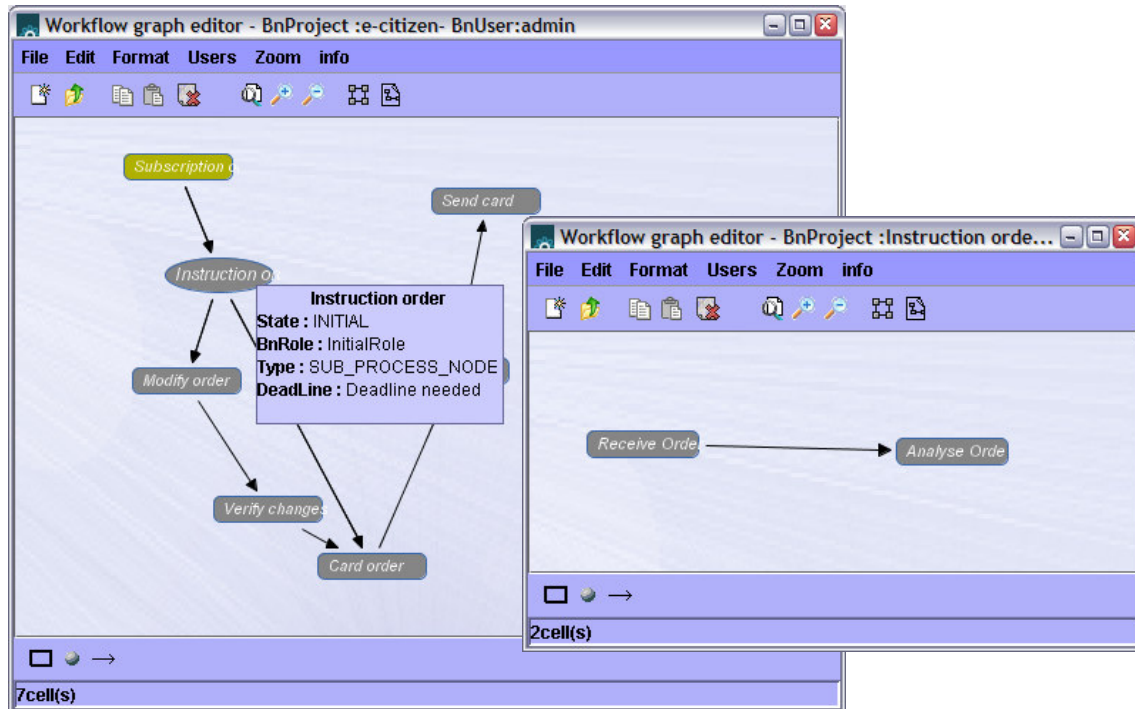 Workflow graph editor - BnProject :e-citizen- BnUser:admin
File Edit Format Users Zoom info
Subscription o
Send card
Instruction o
Instruction order
State : INITIAL
BnRole : InitialRole
Type : SUB_PROCESS_NODE
DeadLine : Deadline needed
Modify order
Verify changes
Card order
7cell(s)
Workflow graph editor - BnProject :Instruction orde...
File Edit Format Users Zoom info
Receive Orde
Analyse Orde
2cell(s)